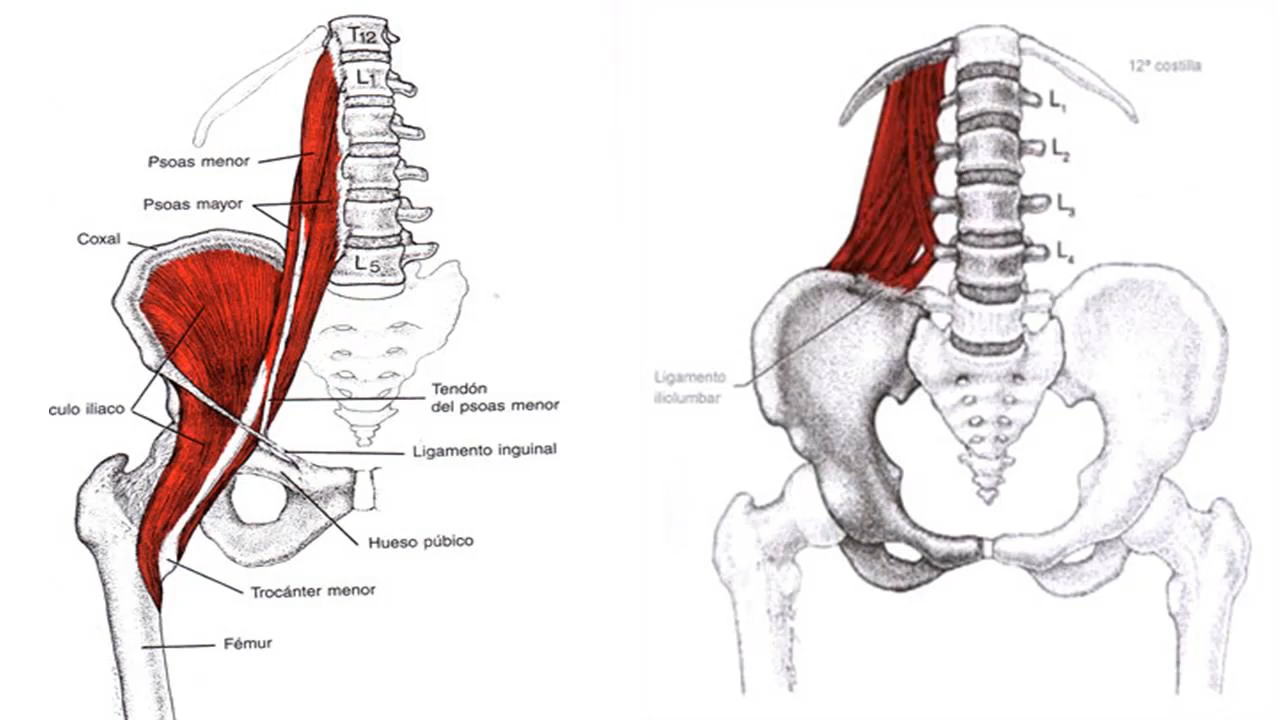 T12
L1
Psoas menor
Psoas mayor
Coxal
L5
culo iliaco
Tendón
del psoas menor
Ligamento inguinal
Hueso púbico
Trocánter menor
Fémur
12ª costilla
L1
L2
L3
L4
Ligamento
iliolumbar